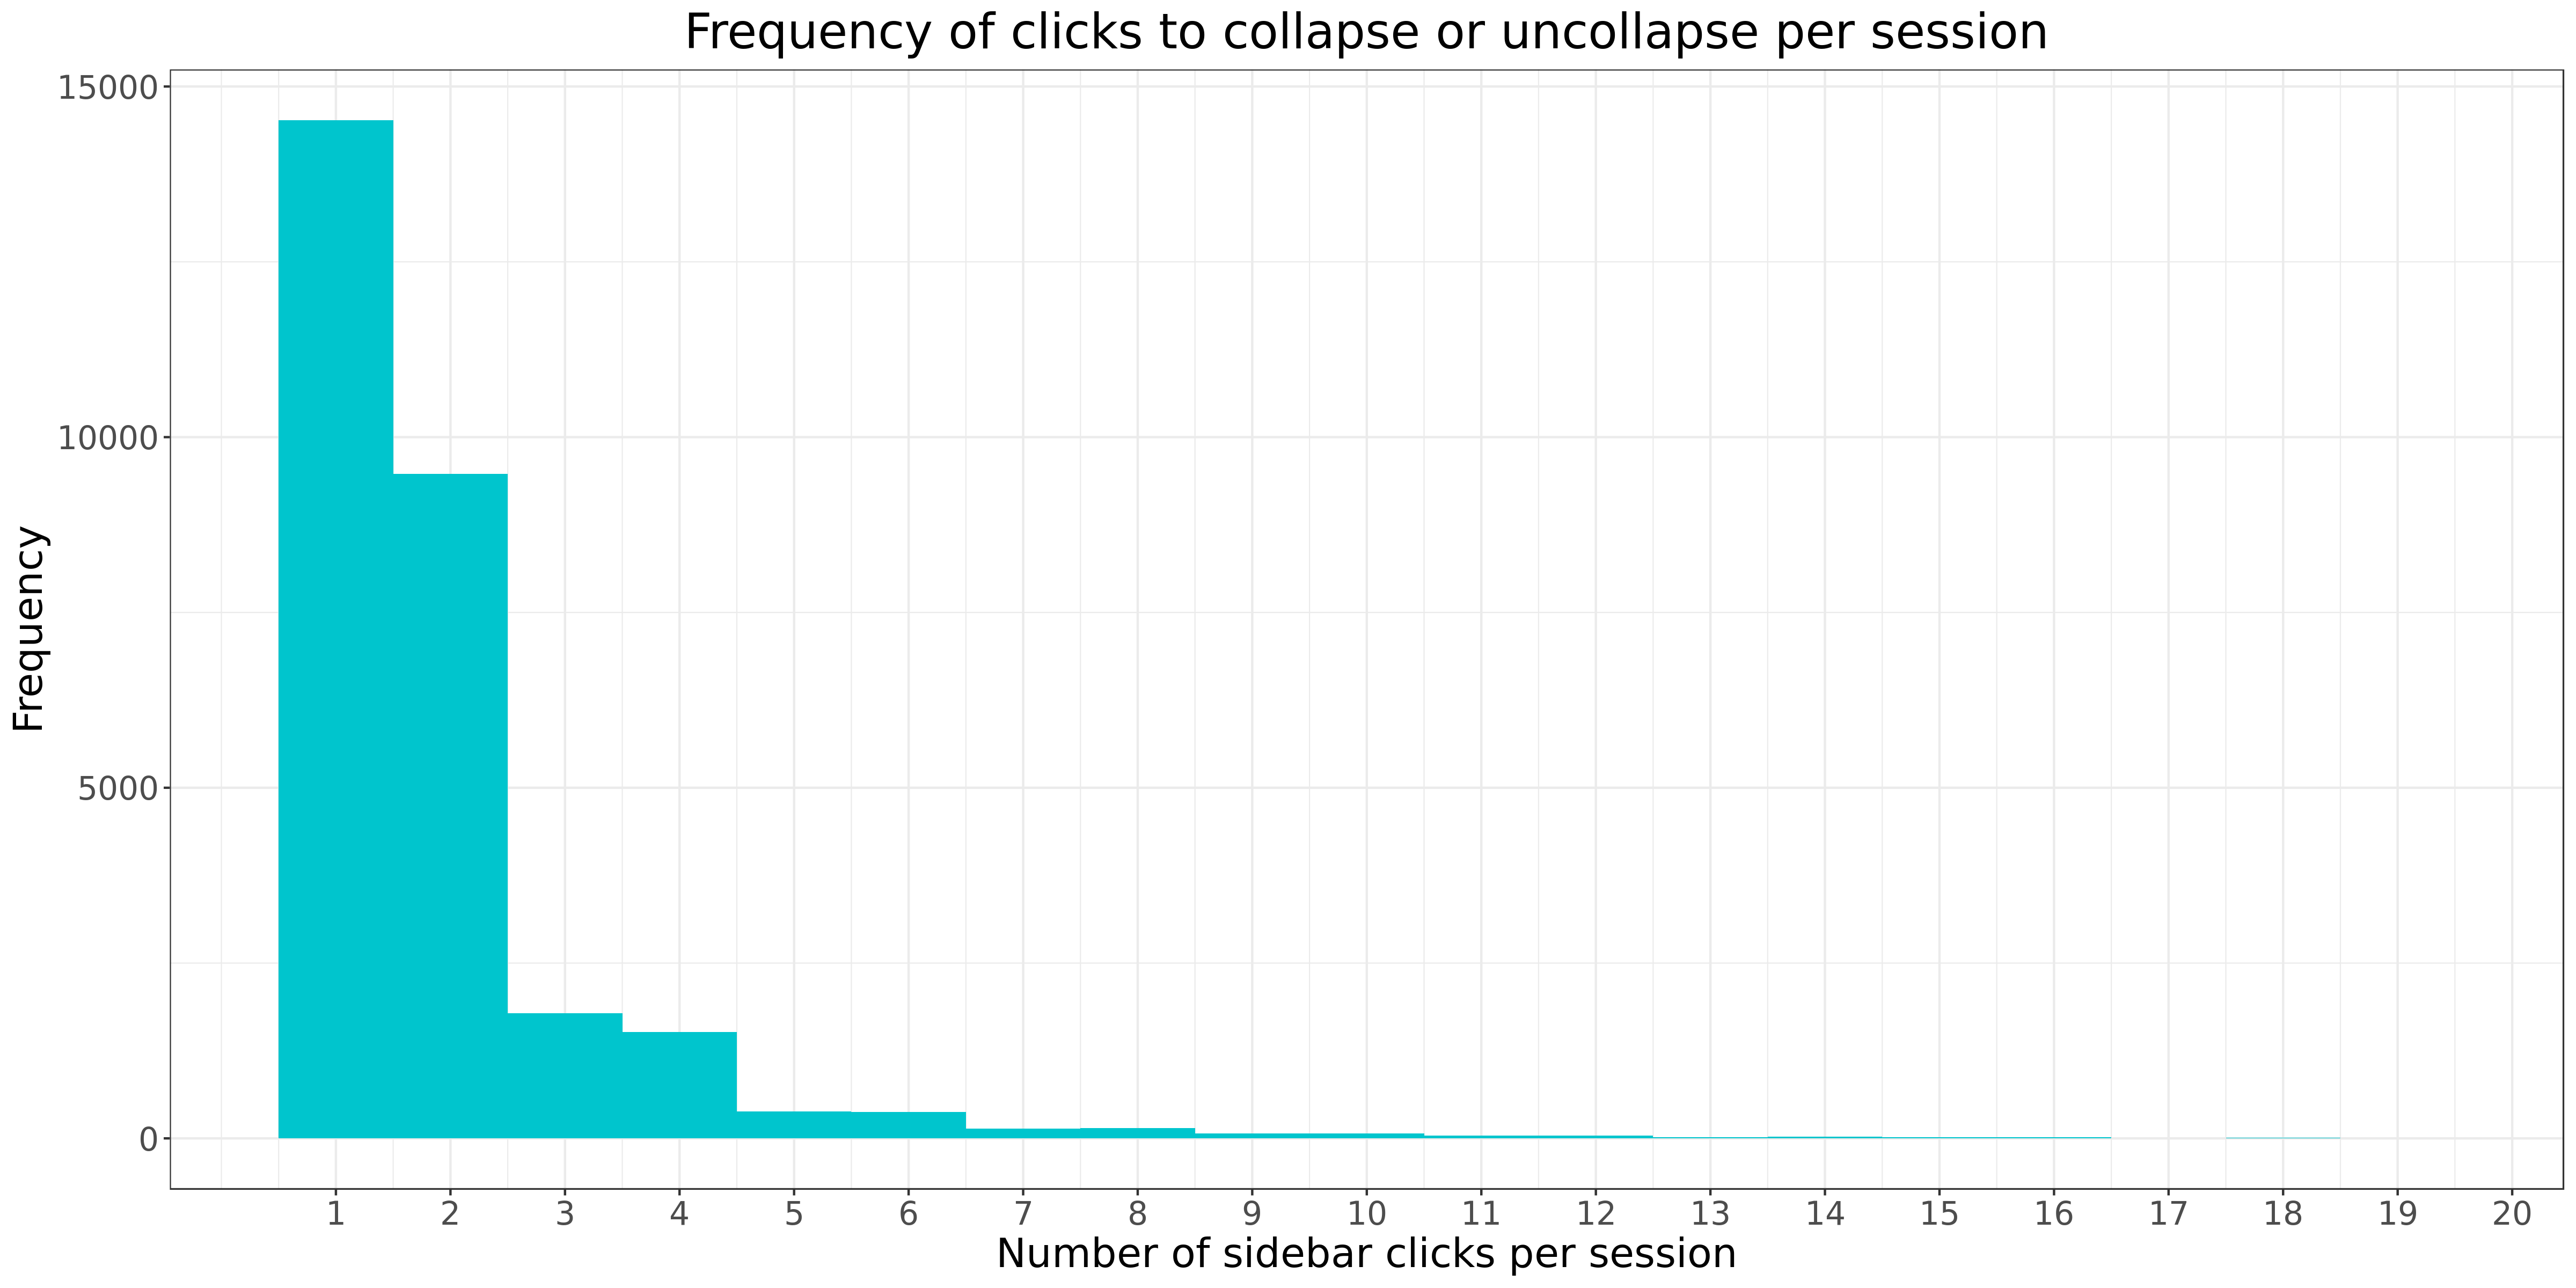 Frequency of clicks to collapse or uncollapse per session
15000
10000
5000
0
Frequency
1 2 3 4 5 6 7 8 9 10 11 12 13 14 15 16 17 18 19 20
Number of sidebar clicks per session